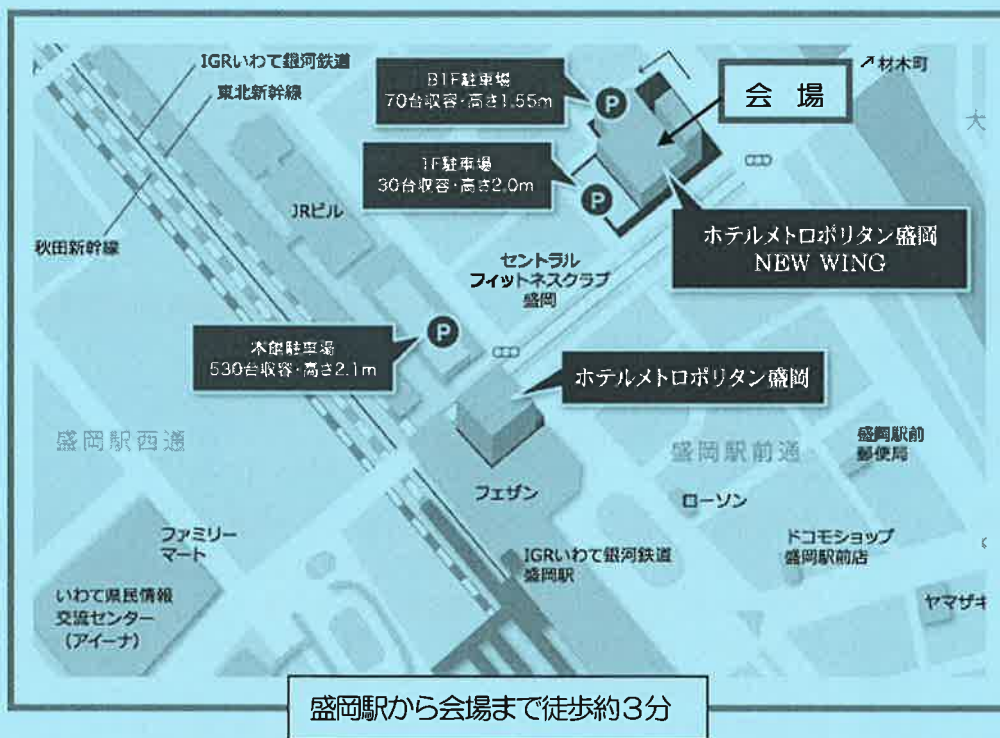 IGRいわて銀河鉄道
東北新幹線
B1F駐車場
70台収容・高さ1.55m
会 場
↗材木町
大
1F駐車場
30台収容・高さ2.0m
P
P
JRビル
秋田新幹線
ホテルメトロポリタン盛岡
NEW WING
セントラル
フィットネスクラブ
盛岡
P
本館駐車場
530台収容・高さ2.1m
ホテルメトロポリタン盛岡
盛岡駅西通
盛岡駅前通
盛岡駅前
郵便局
フェザン
ローソン
ファミリー
マート
IGRいわて銀河鉄道
盛岡駅
ドコモショップ
盛岡駅前店
いわて県民情報
交流センター
(アイーナ)
ヤマザキ
盛岡駅から会場まで徒歩約3分